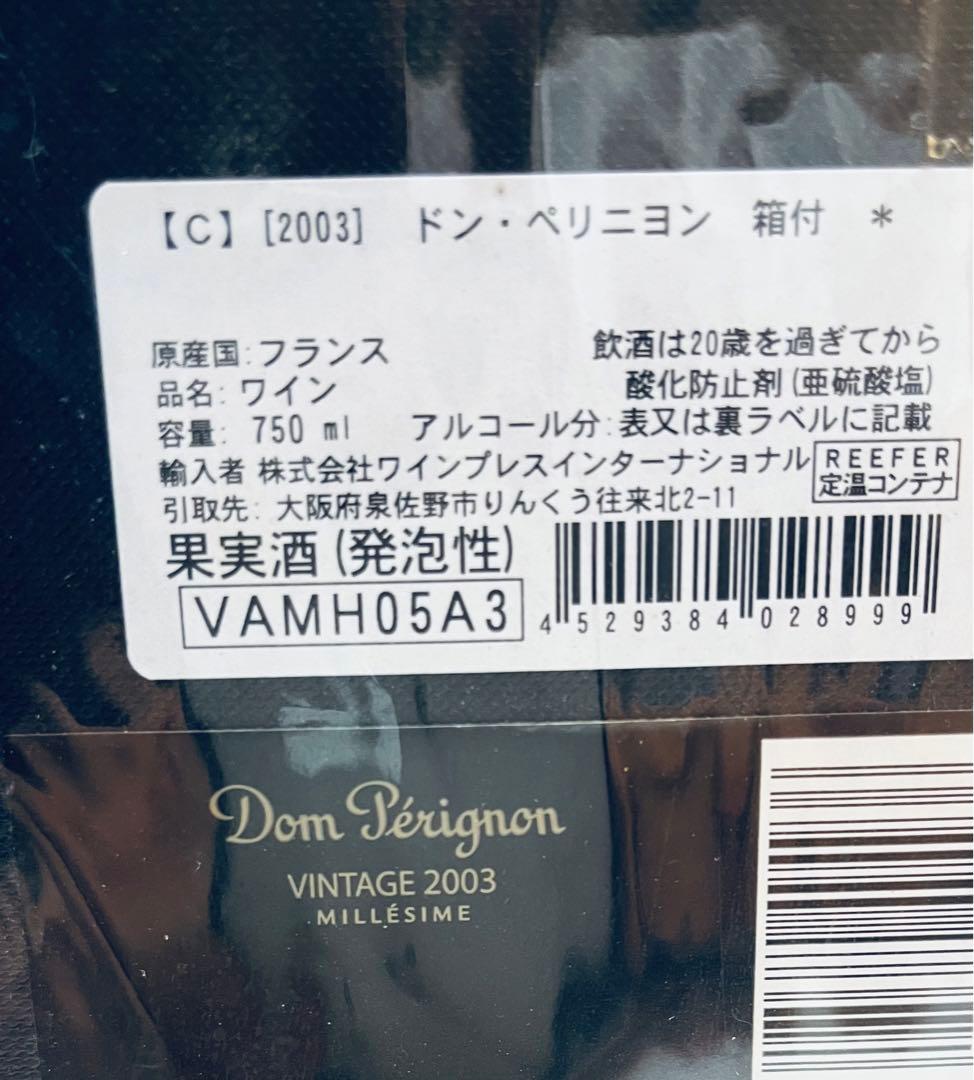 【C】[2003] ドン・ペリニヨン 箱付 *
原産国:フランス
飲酒は20歳を過ぎてから
品名: ワイン
酸化防止剤(亜硫酸塩)
容量: 750 ml アルコール分:表又は裏ラベルに記載
輸入者 株式会社ワインプレスインターナショナル
REEFER
定温コンテナ
引取先: 大阪府泉佐野市りんくう往来北2-11
果実酒(発泡性)
VAMH05A3
4 529384 028999
Dom Pérignon
VINTAGE 2003
MILLÉSIME